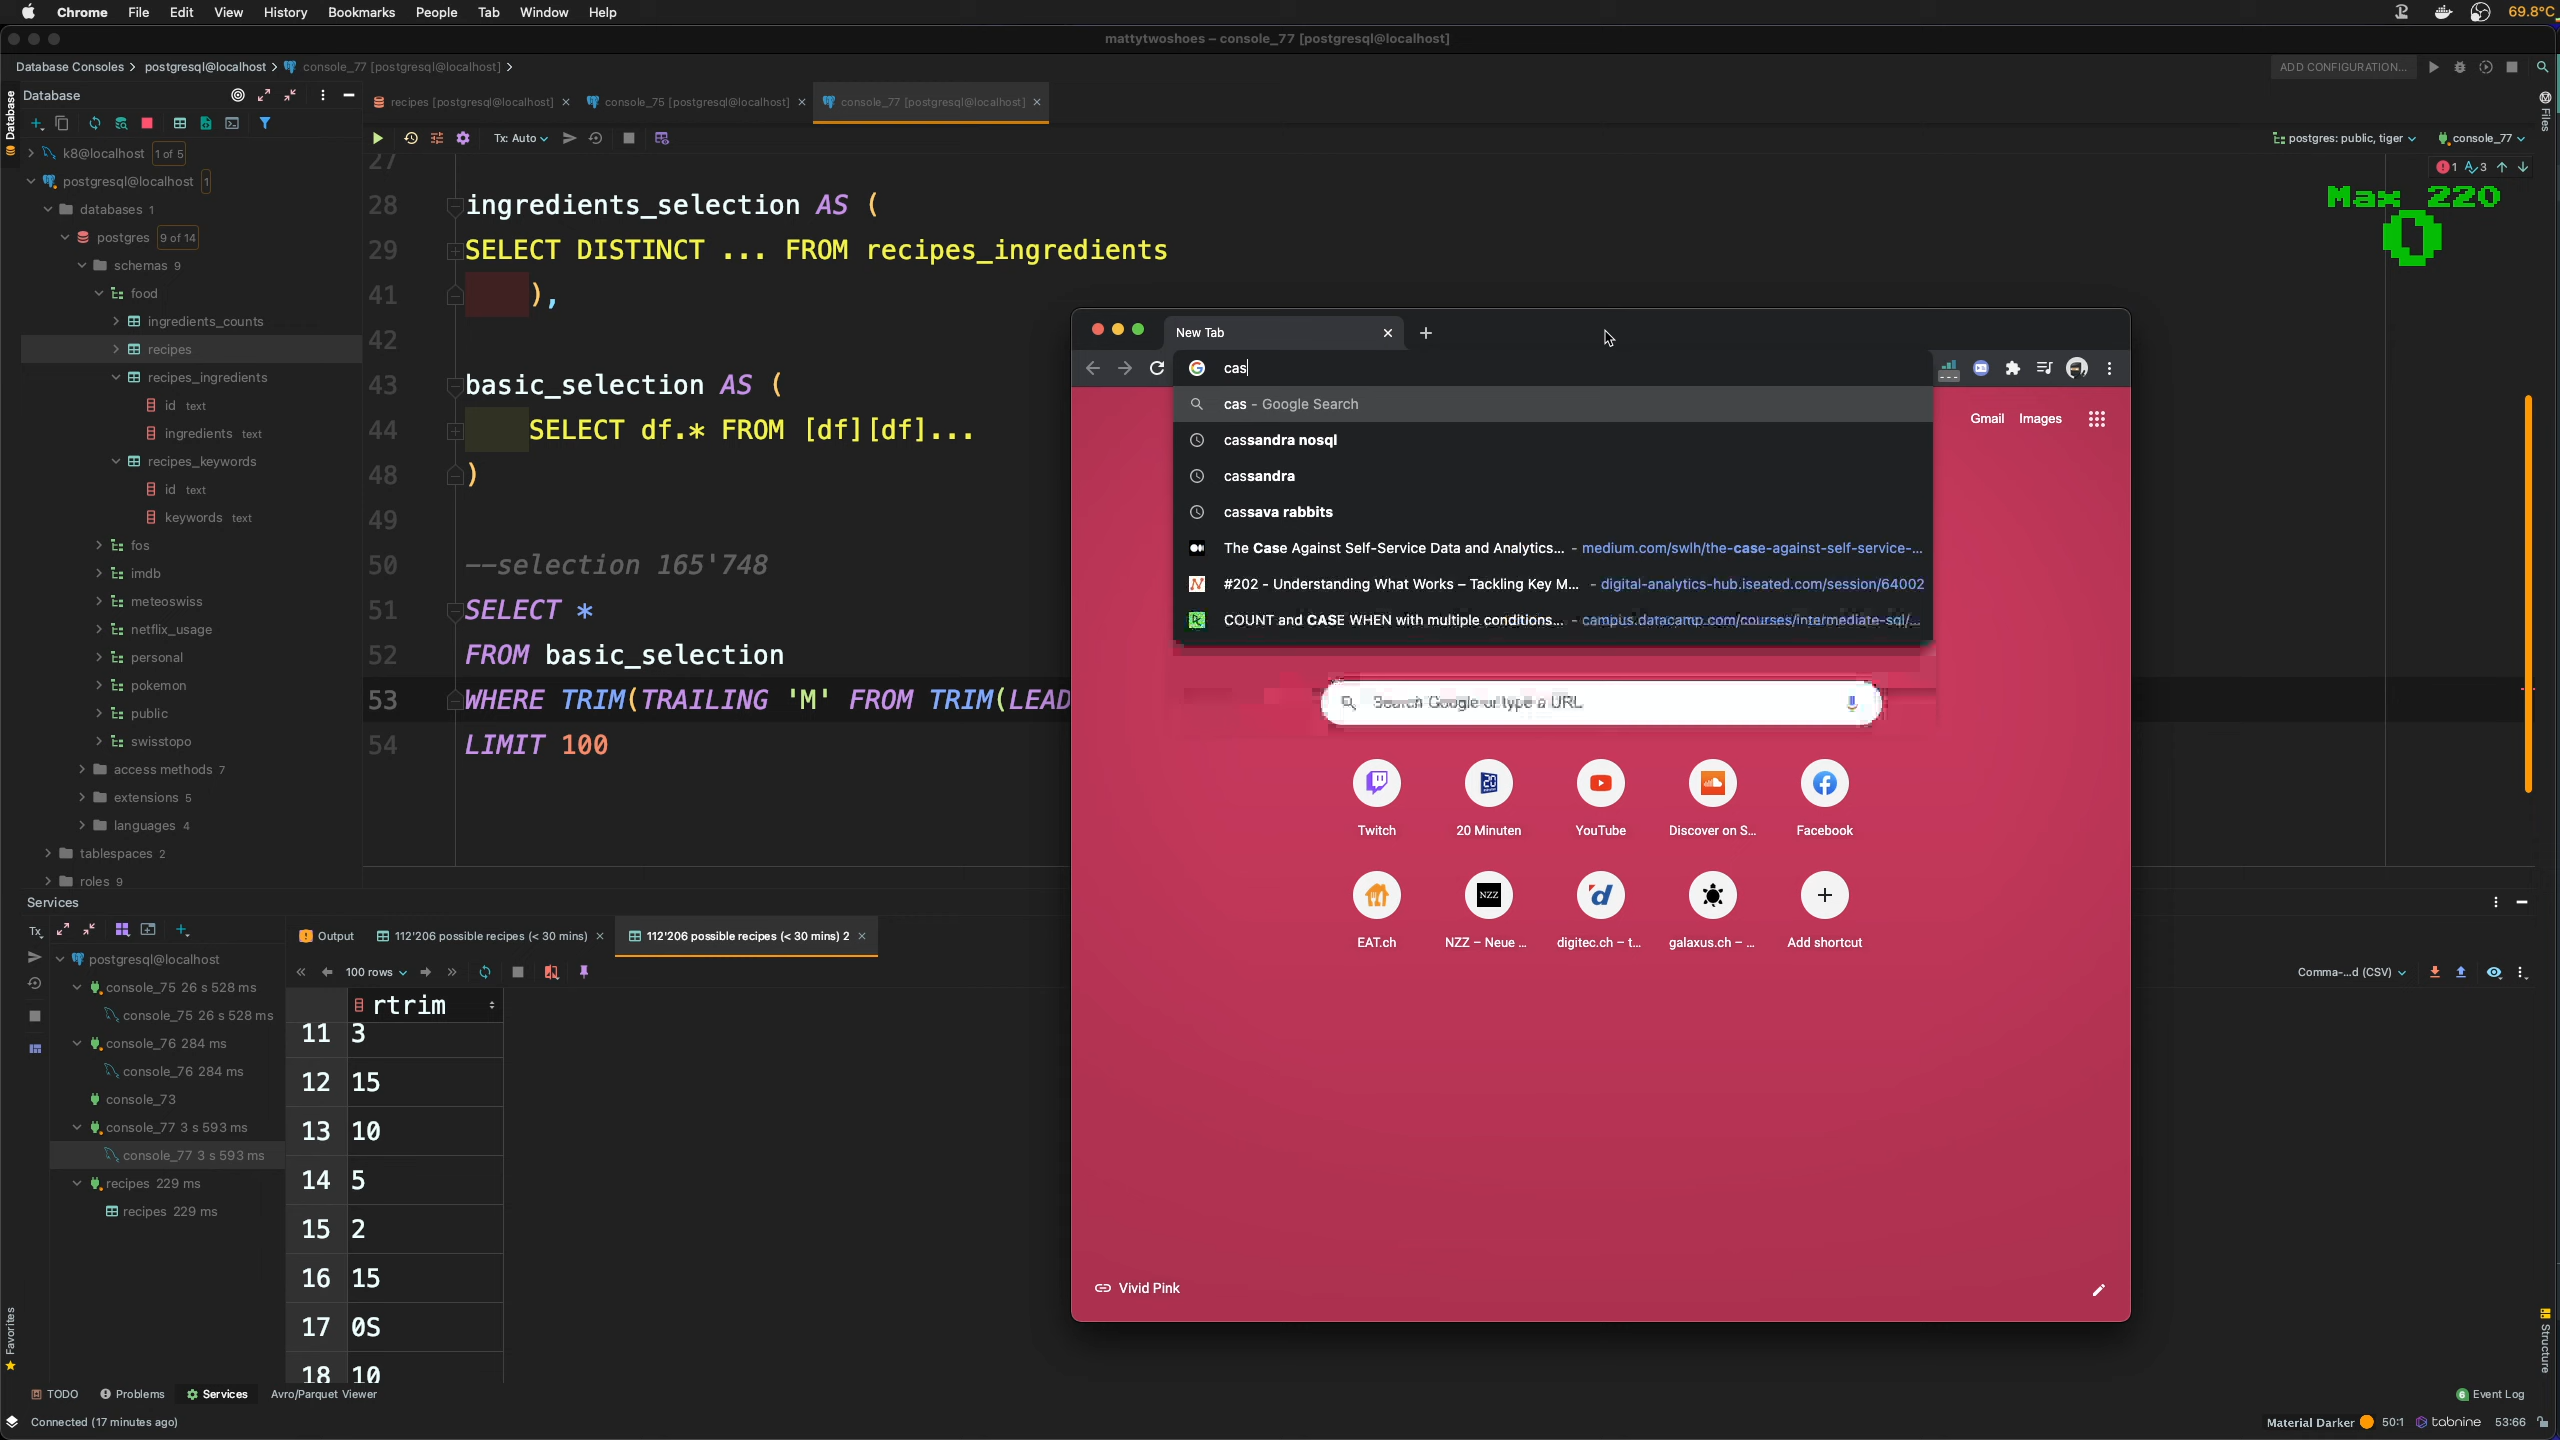 Chrome File Edit View History Bookmarks People Tab Window Help
69.8°C
mattytwoshoes – console_77 [postgresql@localhost]
Database Consoles postgresql@localhost console_77 [postgresql@localhost]
ADD CONFIGURATION...
Database
Database
Files
recipes [postgresql@localhost]
console_75 [postgresql@localhost]
console_77 [postgresql@localhost]
Tx: Auto
postgres: public, tiger
console_77
1 3
Max 220
0
k8@localhost 1 of 5
postgresql@localhost 1
databases 1
postgres 9 of 14
schemas 9
food
ingredients_counts
recipes
recipes_ingredients
id text
ingredients text
recipes_keywords
id text
keywords text
fos
imdb
meteoswiss
netflix_usage
personal
pokemon
public
swisstopo
access methods 7
extensions 5
languages 4
tablespaces 2
roles 9
27
28 ingredients_selection AS (
29 SELECT DISTINCT ... FROM recipes_ingredients
41 ),
42
43 basic_selection AS (
44 SELECT df.* FROM [df][df]...
48 )
49
50 --selection 165'748
51 SELECT *
52 FROM basic_selection
53 WHERE TRIM(TRAILING 'M' FROM TRIM(LEAD
54 LIMIT 100
New Tab
cas
cas - Google Search
cassandra nosql
cassandra
cassava rabbits
The Case Against Self-Service Data and Analytics... - medium.com/swlh/the-case-against-self-service-...
#202 - Understanding What Works – Tackling Key M... - digital-analytics-hub.iseated.com/session/64002
COUNT and CASE WHEN with multiple conditions... - campus.datacamp.com/courses/intermediate-sql/...
Gmail Images
Search Google or type a URL
Twitch
20 Minuten
YouTube
Discover on S...
Facebook
EAT.ch
NZZ
NZZ – Neue ...
digitec.ch – t...
galaxus.ch – ...
Add shortcut
Vivid Pink
Services
Tx
Output
112'206 possible recipes (< 30 mins)
112'206 possible recipes (< 30 mins) 2
100 rows
Comma-...d (CSV)
postgresql@localhost
console_75 26 s 528 ms
console_75 26 s 528 ms
console_76 284 ms
console_76 284 ms
console_73
console_77 3 s 593 ms
console_77 3 s 593 ms
recipes 229 ms
recipes 229 ms
rtrim
11 3
12 15
13 10
14 5
15 2
16 15
17 0S
18 10
Favorites
Structure
TODO Problems Services Avro/Parquet Viewer
6 Event Log
Connected (17 minutes ago)
Material Darker 50:1 tabnine 53:66